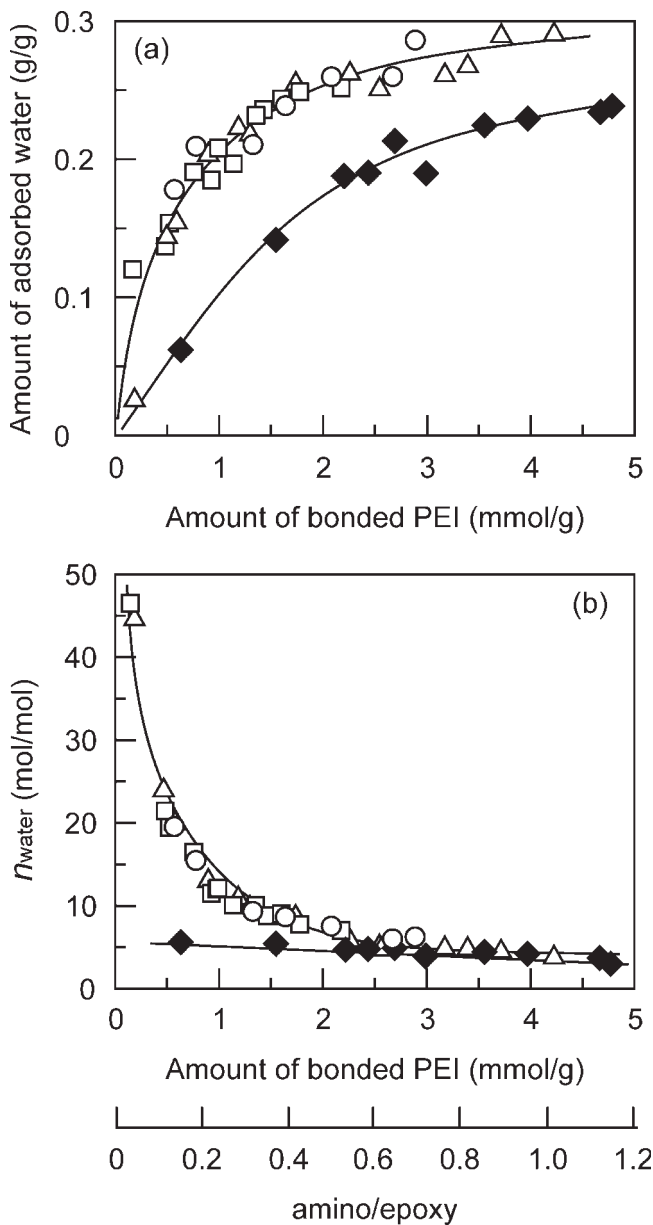 (a)
Amount of adsorbed water (g/g)
0.3
0.2
0.1
0
0 1 2 3 4 5
Amount of bonded PEI (mmol/g)
(b)
nwater (mol/mol)
50
40
30
20
10
0
0 1 2 3 4 5
Amount of bonded PEI (mmol/g)
0 0.2 0.4 0.6 0.8 1.0 1.2
amino/epoxy